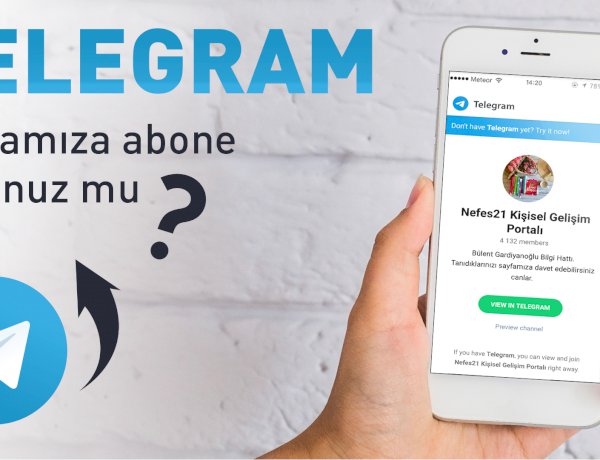 ELEGRAM
amıza abone
nuz mu
?
Meteor
14:20
Telegram
Don't have Telegram yet? Try it now!
Nefes21 Kişisel Gelişim
Portalı
4 132 members
Bülent Gardiyanoğlu Bilgi Hattı.
Tanıdıklarınızı sayfamıza davet edebilirsiniz
canlar.
VIEW IN TELEGRAM
Preview channel
If you have Telegram, you can view and join
Nefes21 Kişisel Gelişim Portalı right away.